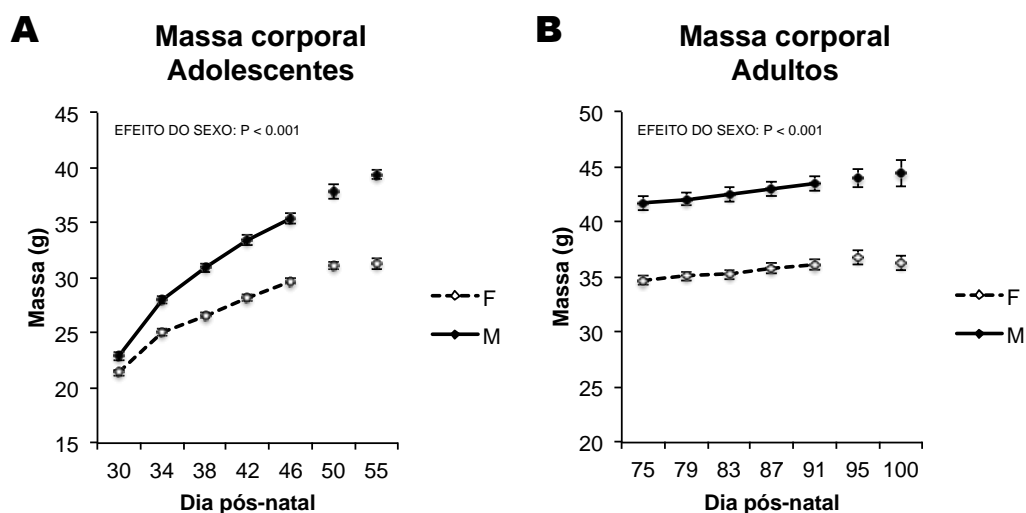 A
Massa corporal
Adolescentes
EFEITO DO SEXO: P < 0.001
45
40
35
30
25
20
15
Massa (g)
30 34 38 42 46 50 55
Dia pós-natal
F
M
B
Massa corporal
Adultos
EFEITO DO SEXO: P < 0.001
50
45
40
35
30
25
20
Massa (g)
75 79 83 87 91 95 100
Dia pós-natal
F
M